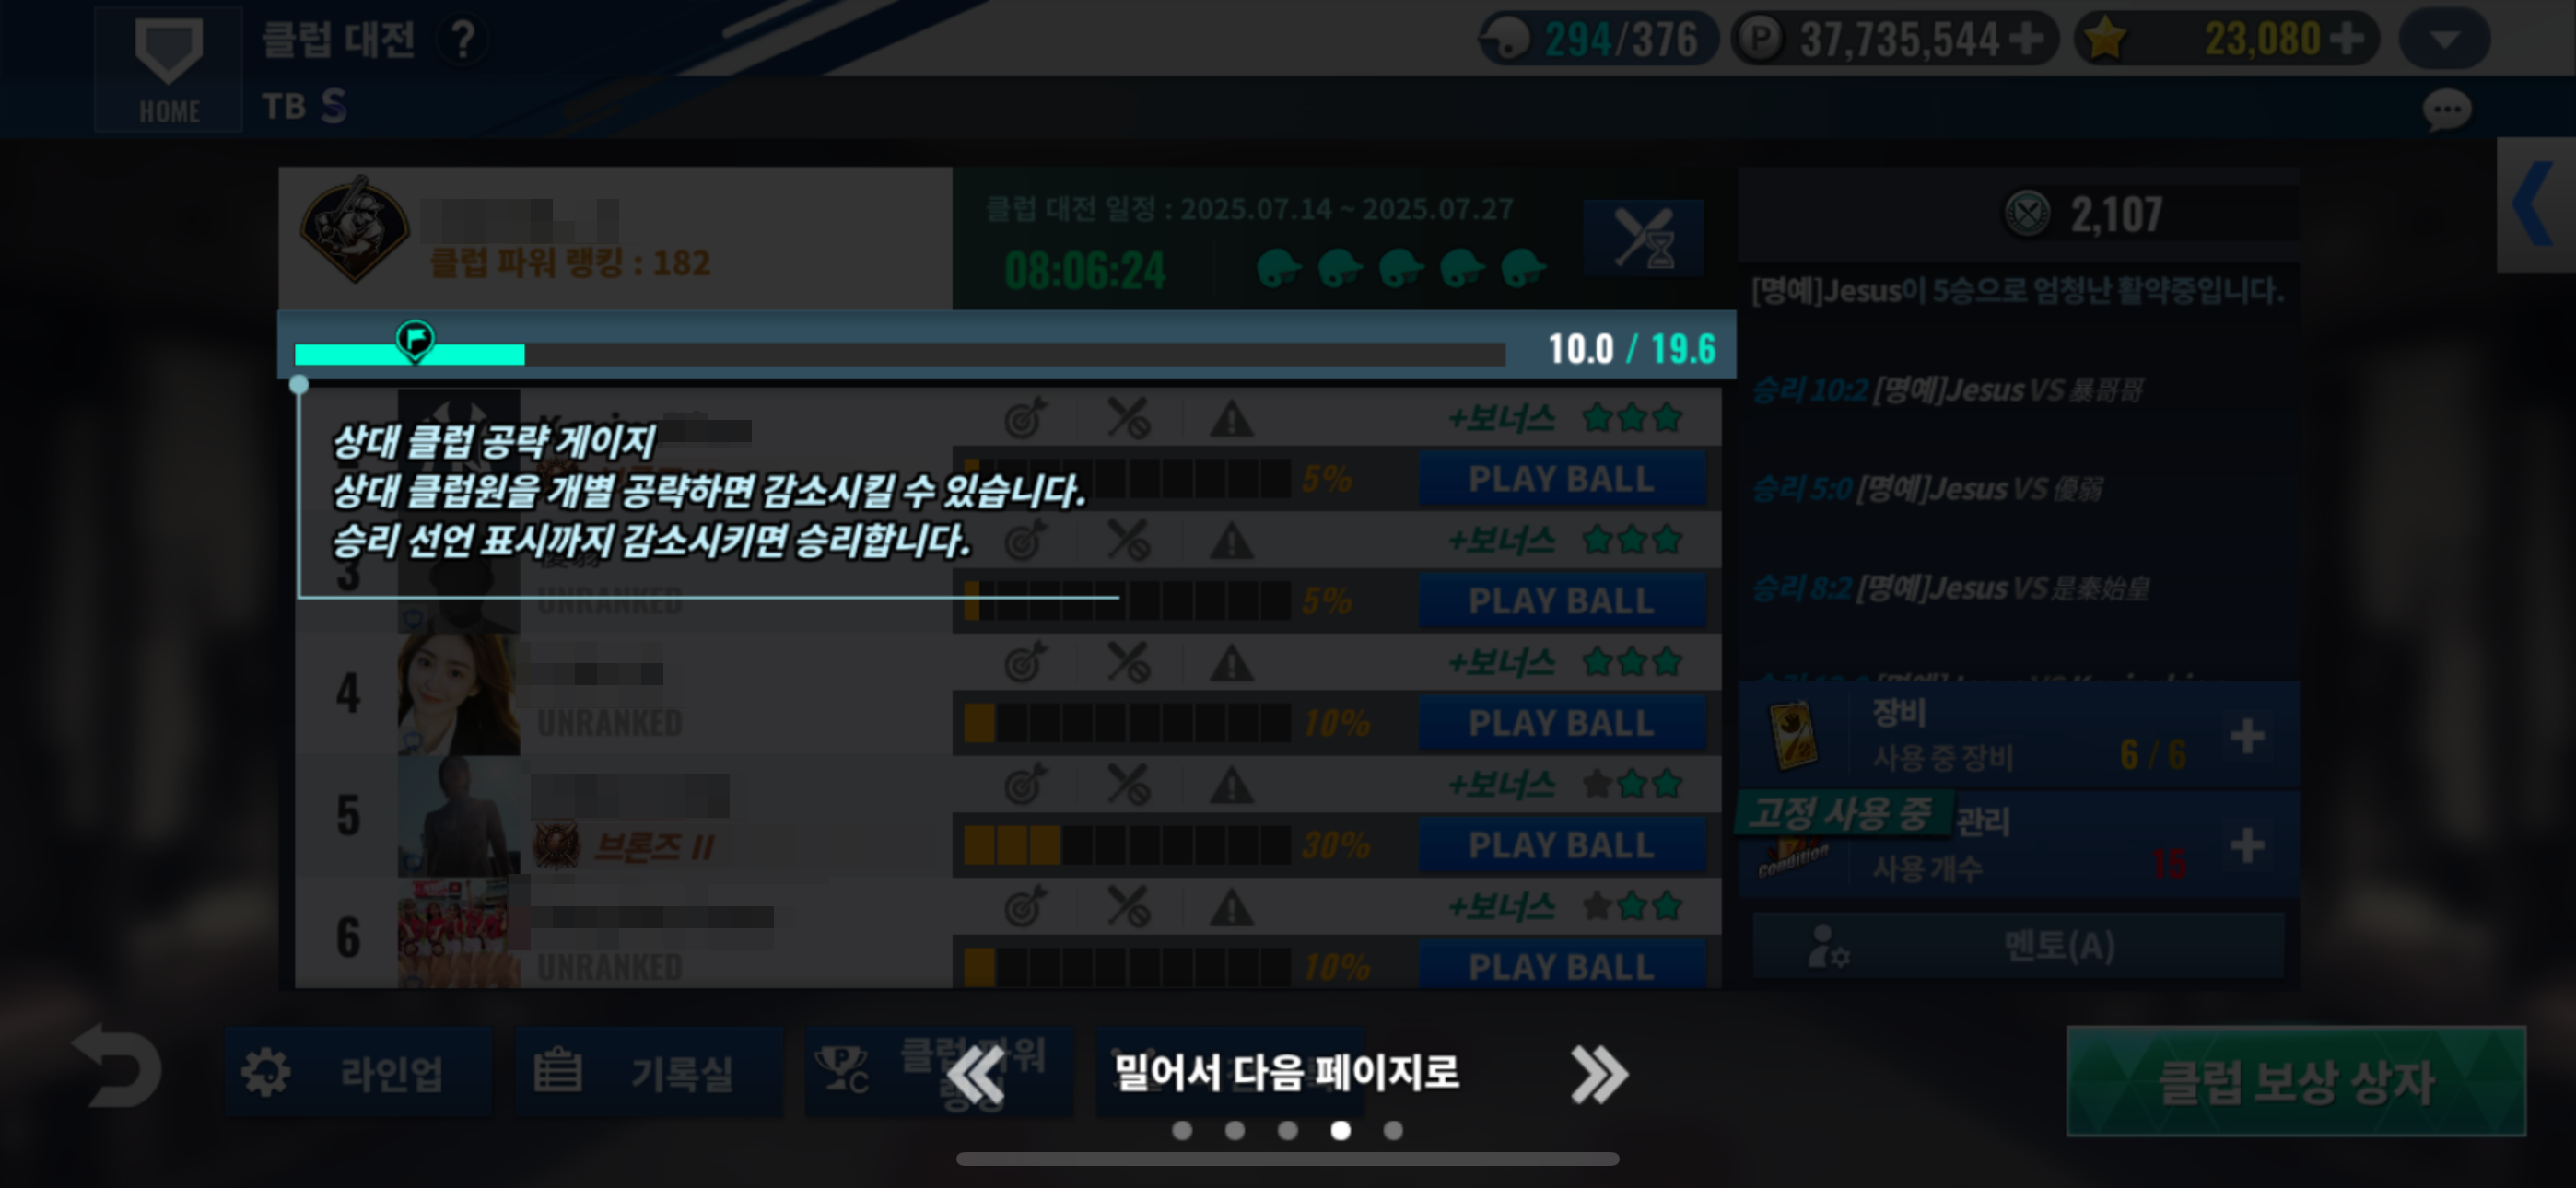 HOME
클럽 대전 ?
TB S
294/376
P 37,735,544 +
23,080 +
클럽 파워 랭킹 : 182
클럽 대전 일정 : 2025.07.14 ~ 2025.07.27
08:06:24
2,107
[명예]Jesus이 5승으로 엄청난 활약중입니다.
10.0 / 19.6
상대 클럽 공략 게이지
상대 클럽원을 개별 공략하면 감소시킬 수 있습니다.
승리 선언 표시까지 감소시키면 승리합니다.
+보너스
5%
PLAY BALL
3
UNRANKED
+보너스
5%
PLAY BALL
4
UNRANKED
+보너스
10%
PLAY BALL
5
브론즈 II
+보너스
30%
PLAY BALL
6
UNRANKED
+보너스
10%
PLAY BALL
승리 10:2 [명예]Jesus VS 暴哥哥
승리 5:0 [명예]Jesus VS 優弱
승리 8:2 [명예]Jesus VS 是秦始皇
장비
사용 중 장비 6 / 6
고정 사용 중 관리
Condition
사용 개수 15
멘토(A)
라인업
기록실
클럽 파워
랭킹
밀어서 다음 페이지로
클럽 보상 상자